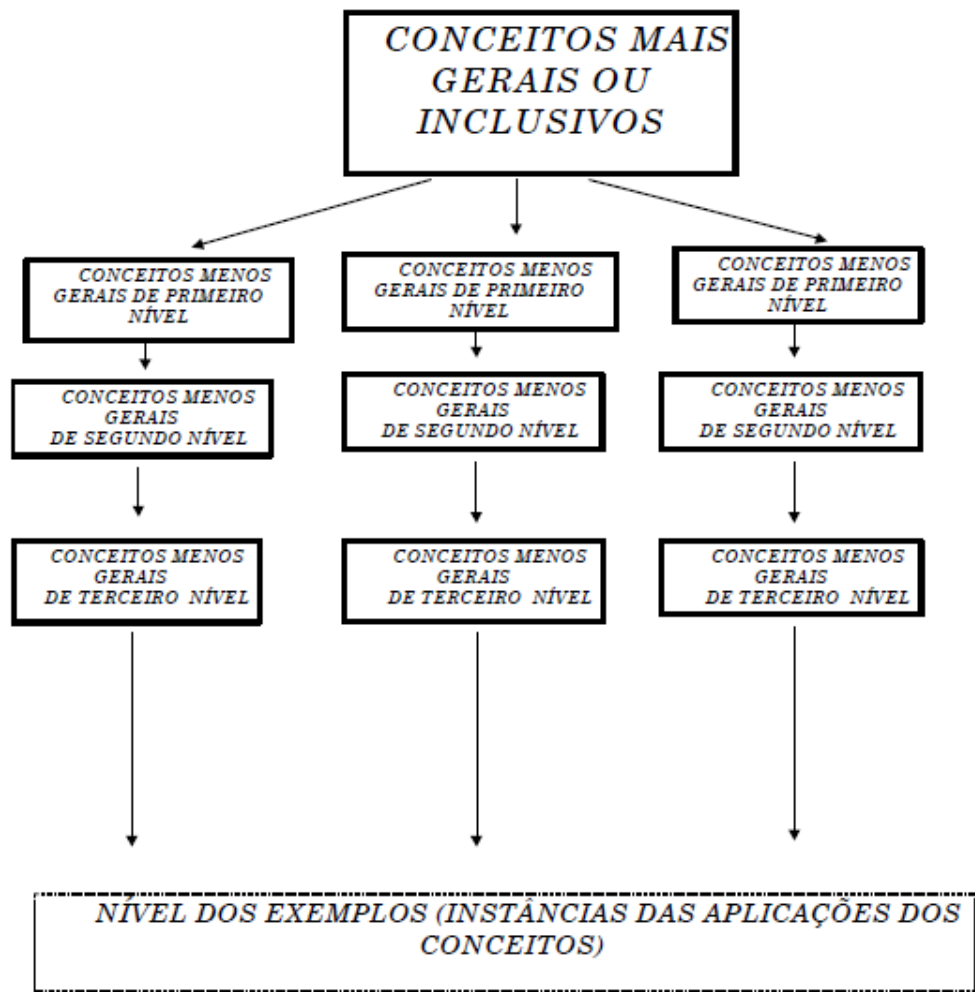 CONCEITOS MAIS
GERAIS OU
INCLUSIVOS
CONCEITOS MENOS
GERAIS DE PRIMEIRO
NÍVEL
CONCEITOS MENOS
GERAIS DE PRIMEIRO
NÍVEL
CONCEITOS MENOS
GERAIS DE PRIMEIRO
NÍVEL
CONCEITOS MENOS
GERAIS
DE SEGUNDO NÍVEL
CONCEITOS MENOS
GERAIS
DE SEGUNDO NÍVEL
CONCEITOS MENOS
GERAIS
DE SEGUNDO NÍVEL
CONCEITOS MENOS
GERAIS
DE TERCEIRO NÍVEL
CONCEITOS MENOS
GERAIS
DE TERCEIRO NÍVEL
CONCEITOS MENOS
GERAIS
DE TERCEIRO NÍVEL
NÍVEL DOS EXEMPLOS (INSTÂNCIAS DAS APLICAÇÕES DOS
CONCEITOS)